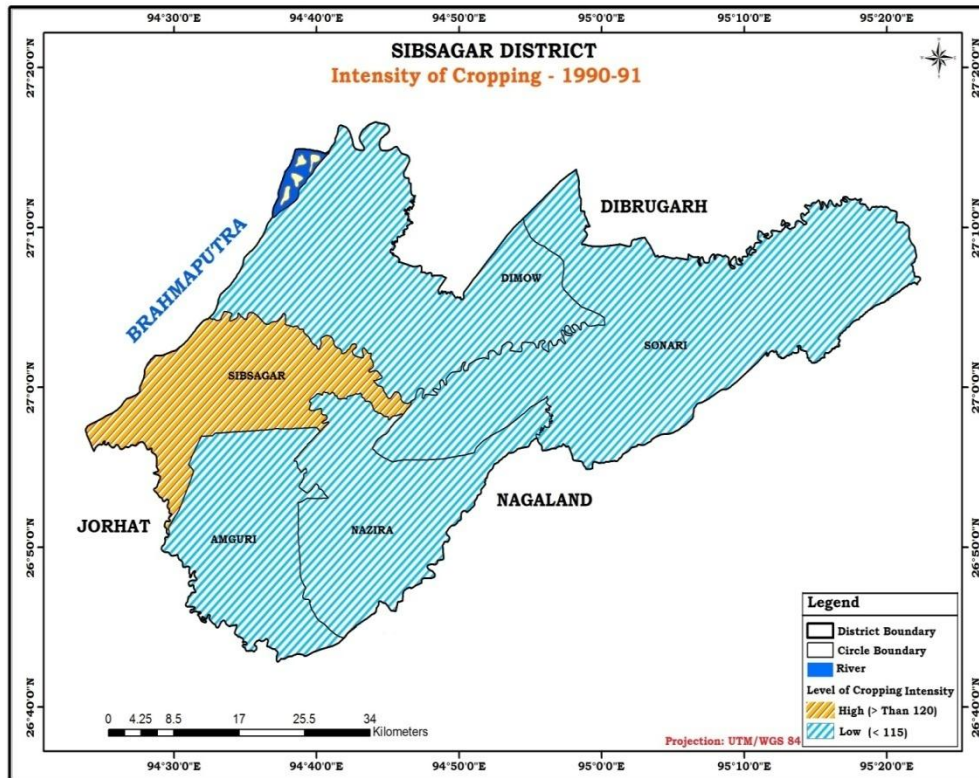 94°30'0"E 94°40'0"E 94°50'0"E 95°0'0"E 95°10'0"E 95°20'0"E
SIBSAGAR DISTRICT
Intensity of Cropping - 1990-91
27°20'0"N 27°20'0"N
27°10'0"N 27°10'0"N
27°0'0"N 27°0'0"N
26°50'0"N 26°50'0"N
26°40'0"N 26°40'0"N
BRAHMAPUTRA
DIBRUGARH
DIMOW
SONARI
SIBSAGAR
NAGALAND
JORHAT
NAZIRA
AMGURI
Legend
District Boundary
Circle Boundary
River
Level of Cropping Intensity
High (> Than 120)
Low (< 115)
0 4.25 8.5 17 25.5 34
Kilometers
Projection: UTM/WGS 84
94°30'0"E 94°40'0"E 94°50'0"E 95°0'0"E 95°10'0"E 95°20'0"E